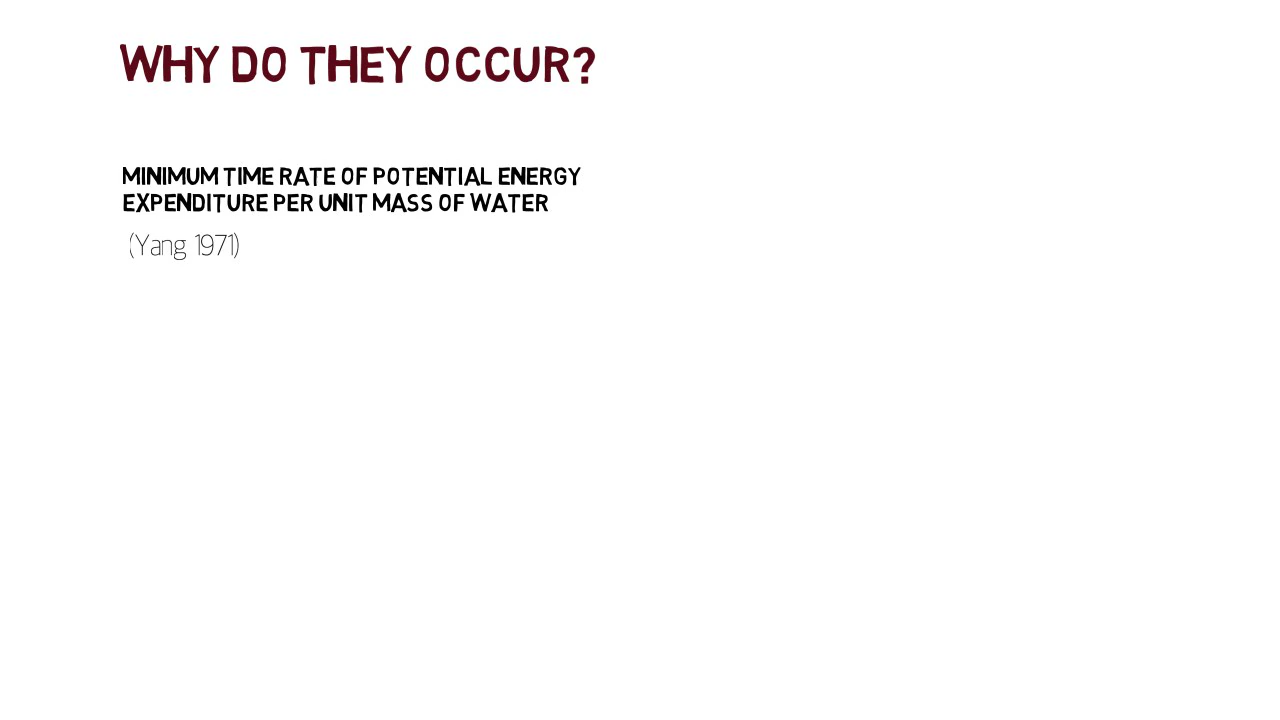 WHY DO THEY OCCUR?
MINIMUM TIME RATE OF POTENTIAL ENERGY
EXPENDITURE PER UNIT MASS OF WATER
(Yang 1971)